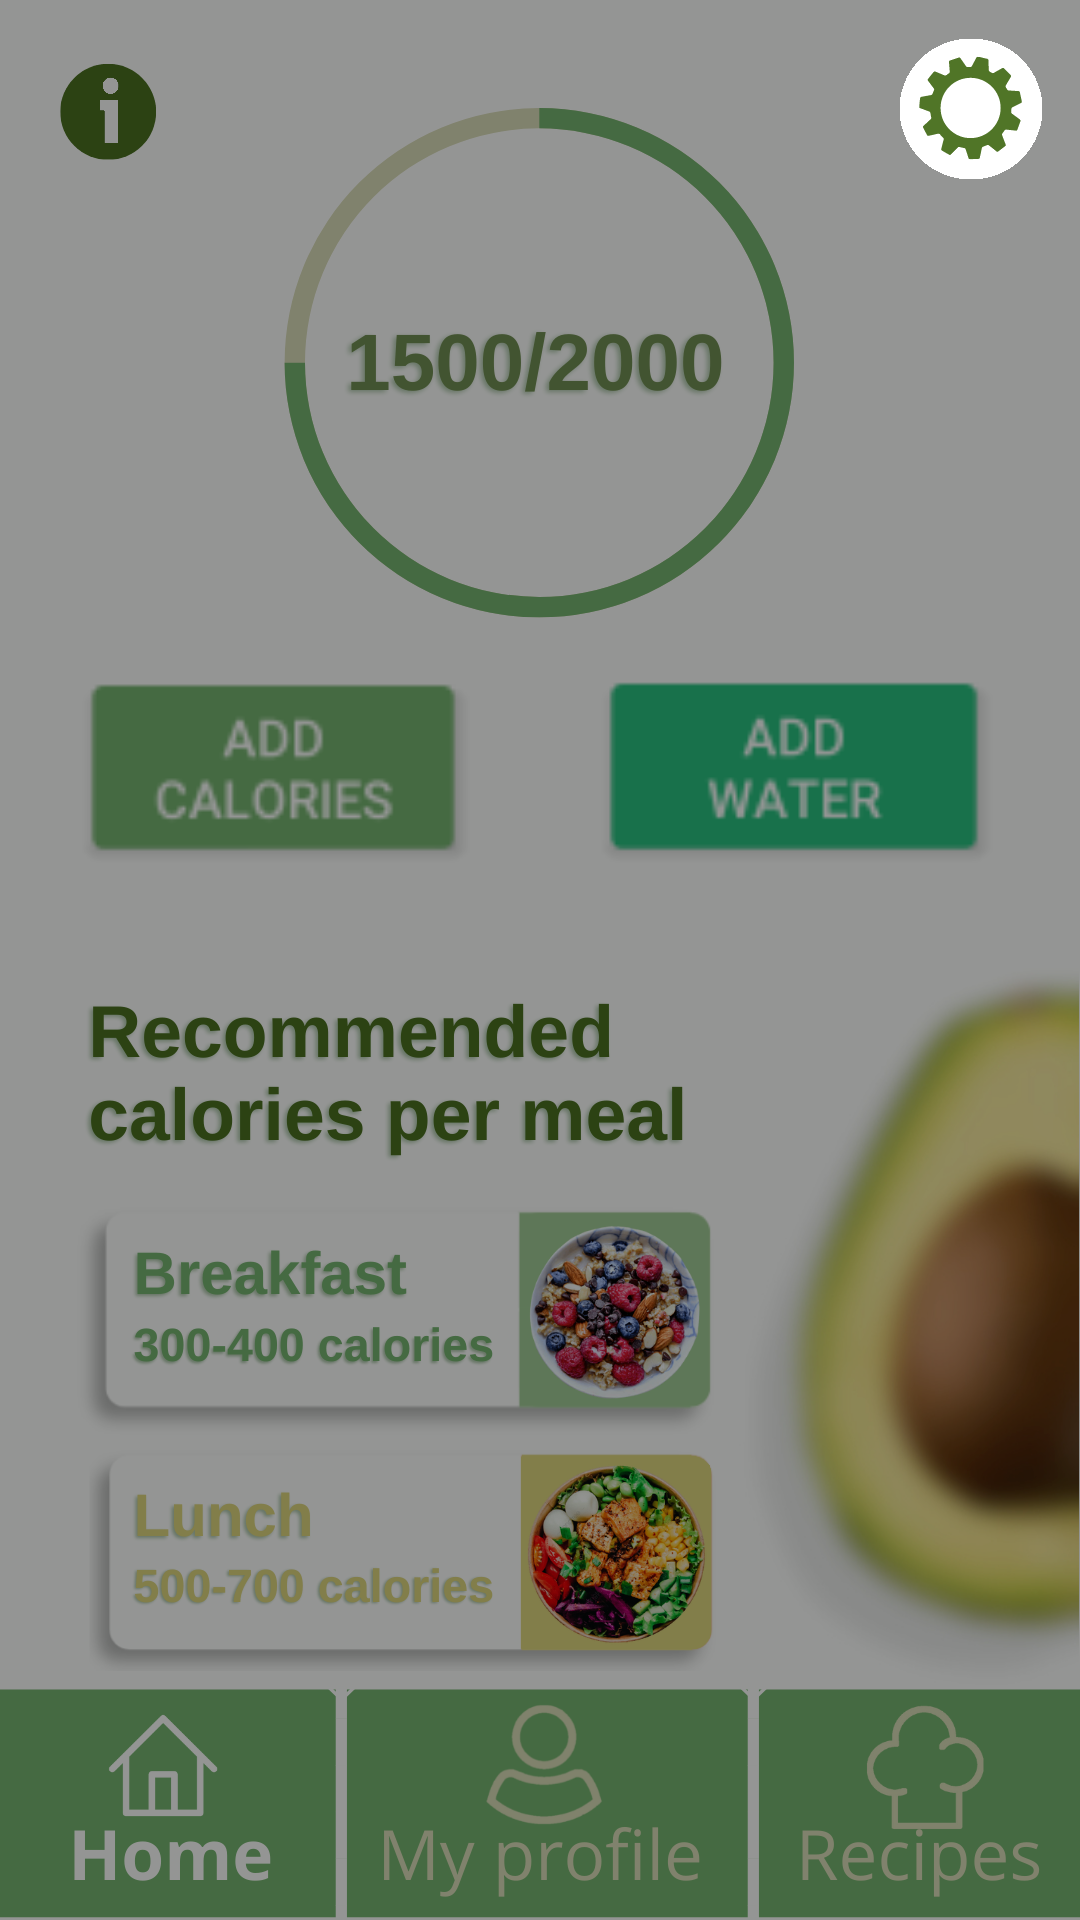 i
1500/2000
ADD
CALORIES
ADD
WATER
Recommended
calories per meal
Breakfast
300-400 calories
Lunch
500-700 calories
Home
My profile
Recipes